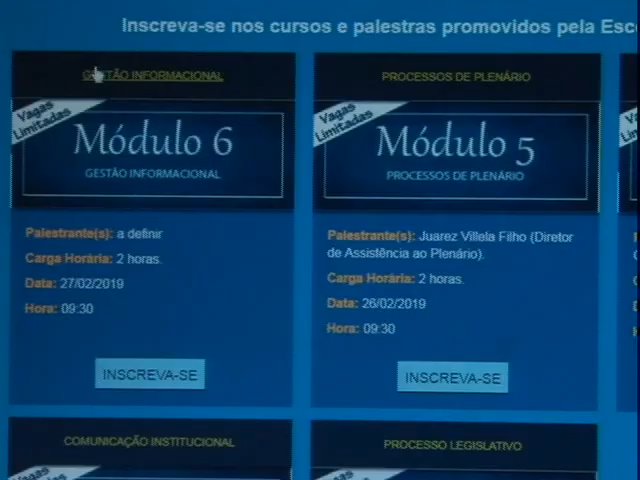 Inscreva-se nos cursos e palestras promovidos pela Esc
GESTÃO INFORMACIONAL
Vagas
Limitadas
Módulo 6
GESTÃO INFORMACIONAL
Palestrante(s): a definir
Carga Horária: 2 horas.
Data: 27/02/2019
Hora: 09:30
INSCREVA-SE
PROCESSOS DE PLENÁRIO
Vagas
Limitadas
Módulo 5
PROCESSOS DE PLENÁRIO
Palestrante(s): Juarez Villela Filho (Diretor
de Assistência ao Plenário).
Carga Horária: 2 horas.
Data: 26/02/2019
Hora: 09:30
INSCREVA-SE
COMUNICAÇÃO INSTITUCIONAL
Vagas
PROCESSO LEGISLATIVO